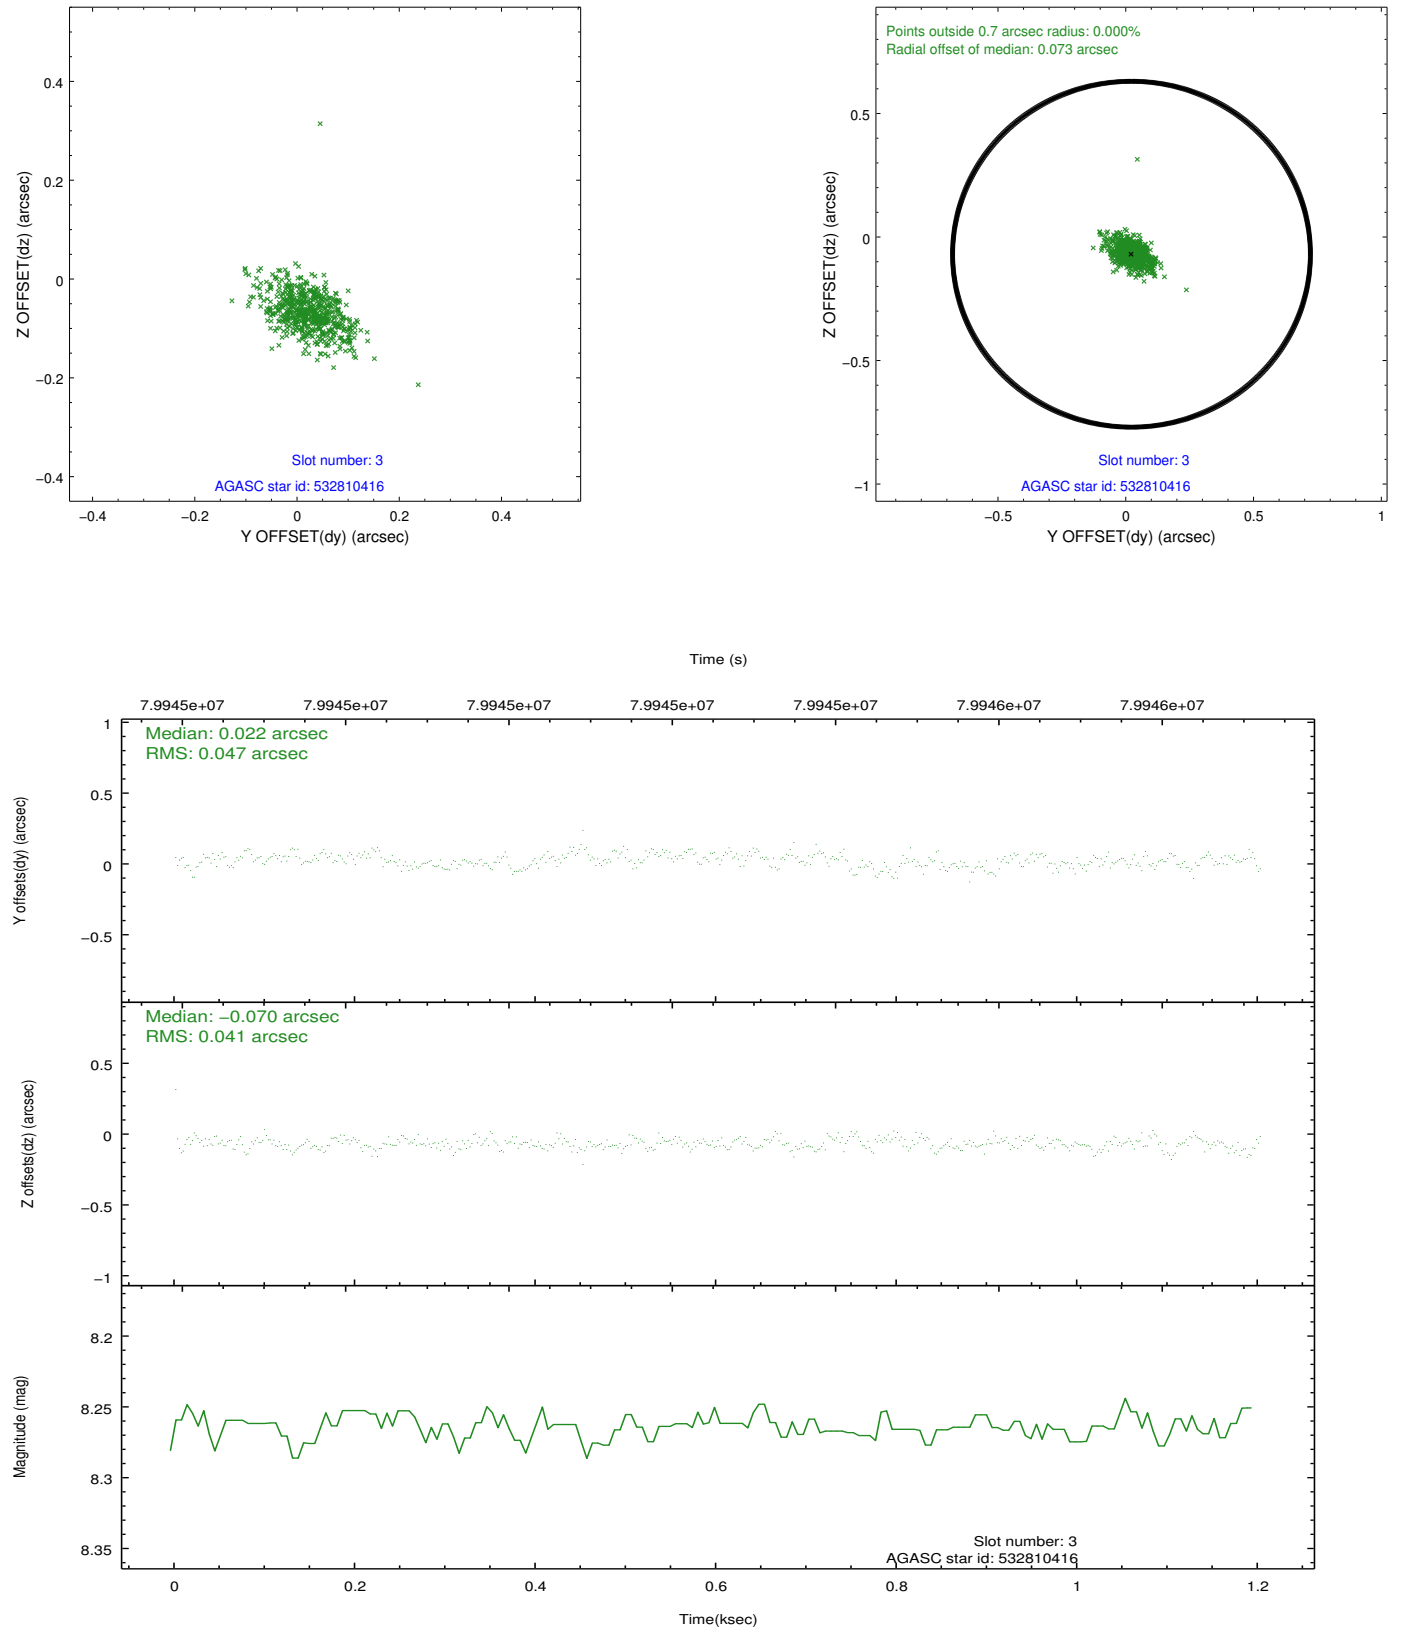 0.4
0.2
0
−0.2
−0.4
Z OFFSET(dz) (arcsec)
Slot number: 3
AGASC star id: 532810416
−0.4 −0.2 0 0.2 0.4
Y OFFSET(dy) (arcsec)
Points outside 0.7 arcsec radius: 0.000%
Radial offset of median: 0.073 arcsec
0.5
0
−0.5
−1
Z OFFSET(dz) (arcsec)
Slot number: 3
AGASC star id: 532810416
−0.5 0 0.5 1
Y OFFSET(dy) (arcsec)
Time (s)
7.9945e+07 7.9945e+07 7.9945e+07 7.9945e+07 7.9945e+07 7.9946e+07 7.9946e+07
Median: 0.022 arcsec
RMS: 0.047 arcsec
1
0.5
0
−0.5
Y offsets(dy) (arcsec)
Median: −0.070 arcsec
RMS: 0.041 arcsec
0.5
0
−0.5
−1
Z offsets(dz) (arcsec)
8.2
8.25
8.3
8.35
Magnitude (mag)
Slot number: 3
AGASC star id: 532810416
0 0.2 0.4 0.6 0.8 1 1.2
Time(ksec)